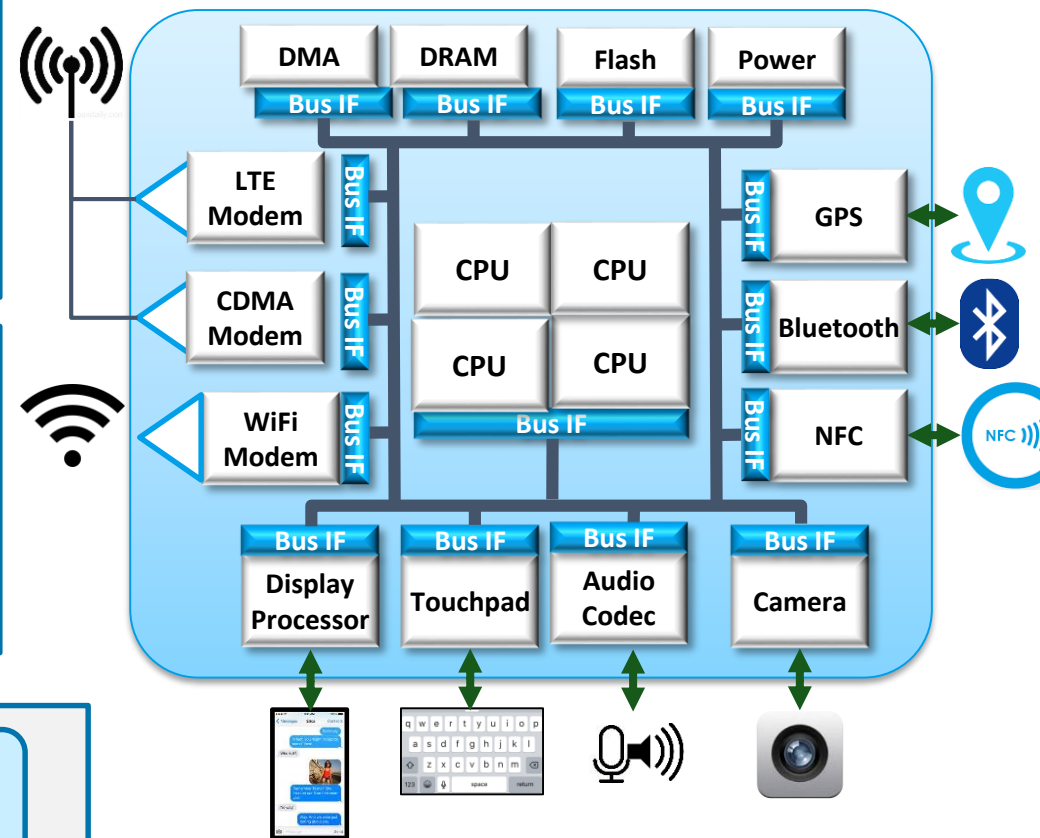 DMA
DRAM
Flash
Power
Bus IF
Bus IF
Bus IF
Bus IF
LTE
Modem
Bus IF
CDMA
Modem
Bus IF
WiFi
Modem
Bus IF
CPU
CPU
CPU
CPU
Bus IF
Bus IF
GPS
Bus IF
Bluetooth
Bus IF
NFC
NFC
Bus IF
Bus IF
Bus IF
Bus IF
Display
Processor
Touchpad
Audio
Codec
Camera
q w e r t y u i o p
a s d f g h j k l
z x c v b n m
123
space
return